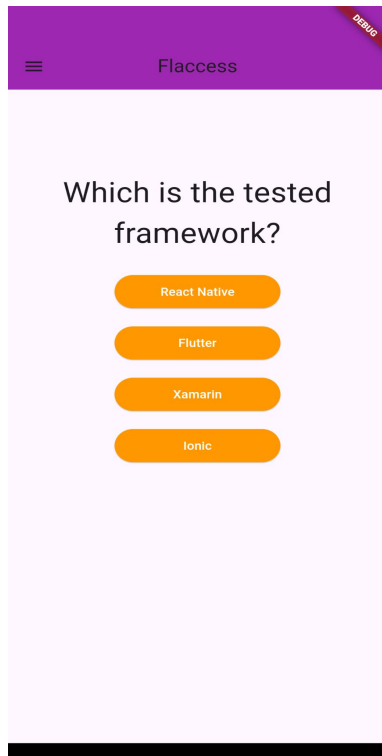 DEBUG
Flaccess
Which is the tested
framework?
React Native
Flutter
Xamarin
Ionic